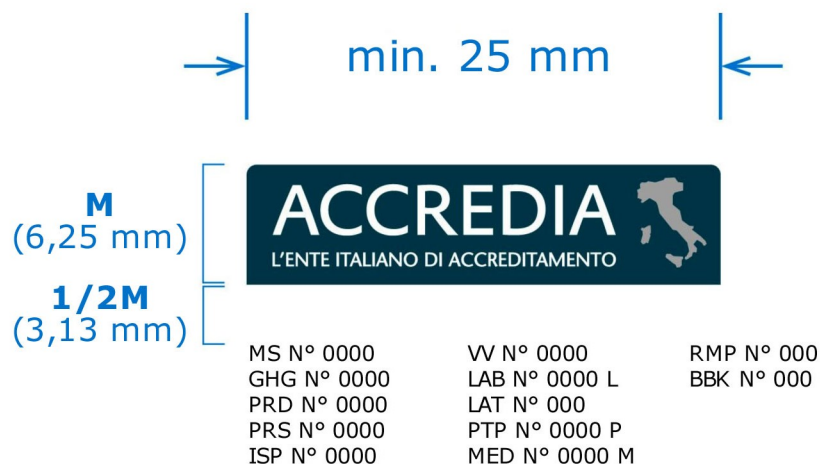 min. 25 mm
M
(6,25 mm)
ACCREDIA
L'ENTE ITALIANO DI ACCREDITAMENTO
1/2M
(3,13 mm)
MS N° 0000 VV N° 0000 RMP N° 000
GHG N° 0000 LAB N° 0000 L BBK N° 000
PRD N° 0000 LAT N° 000
PRS N° 0000 PTP N° 0000 P
ISP N° 0000 MED N° 0000 M